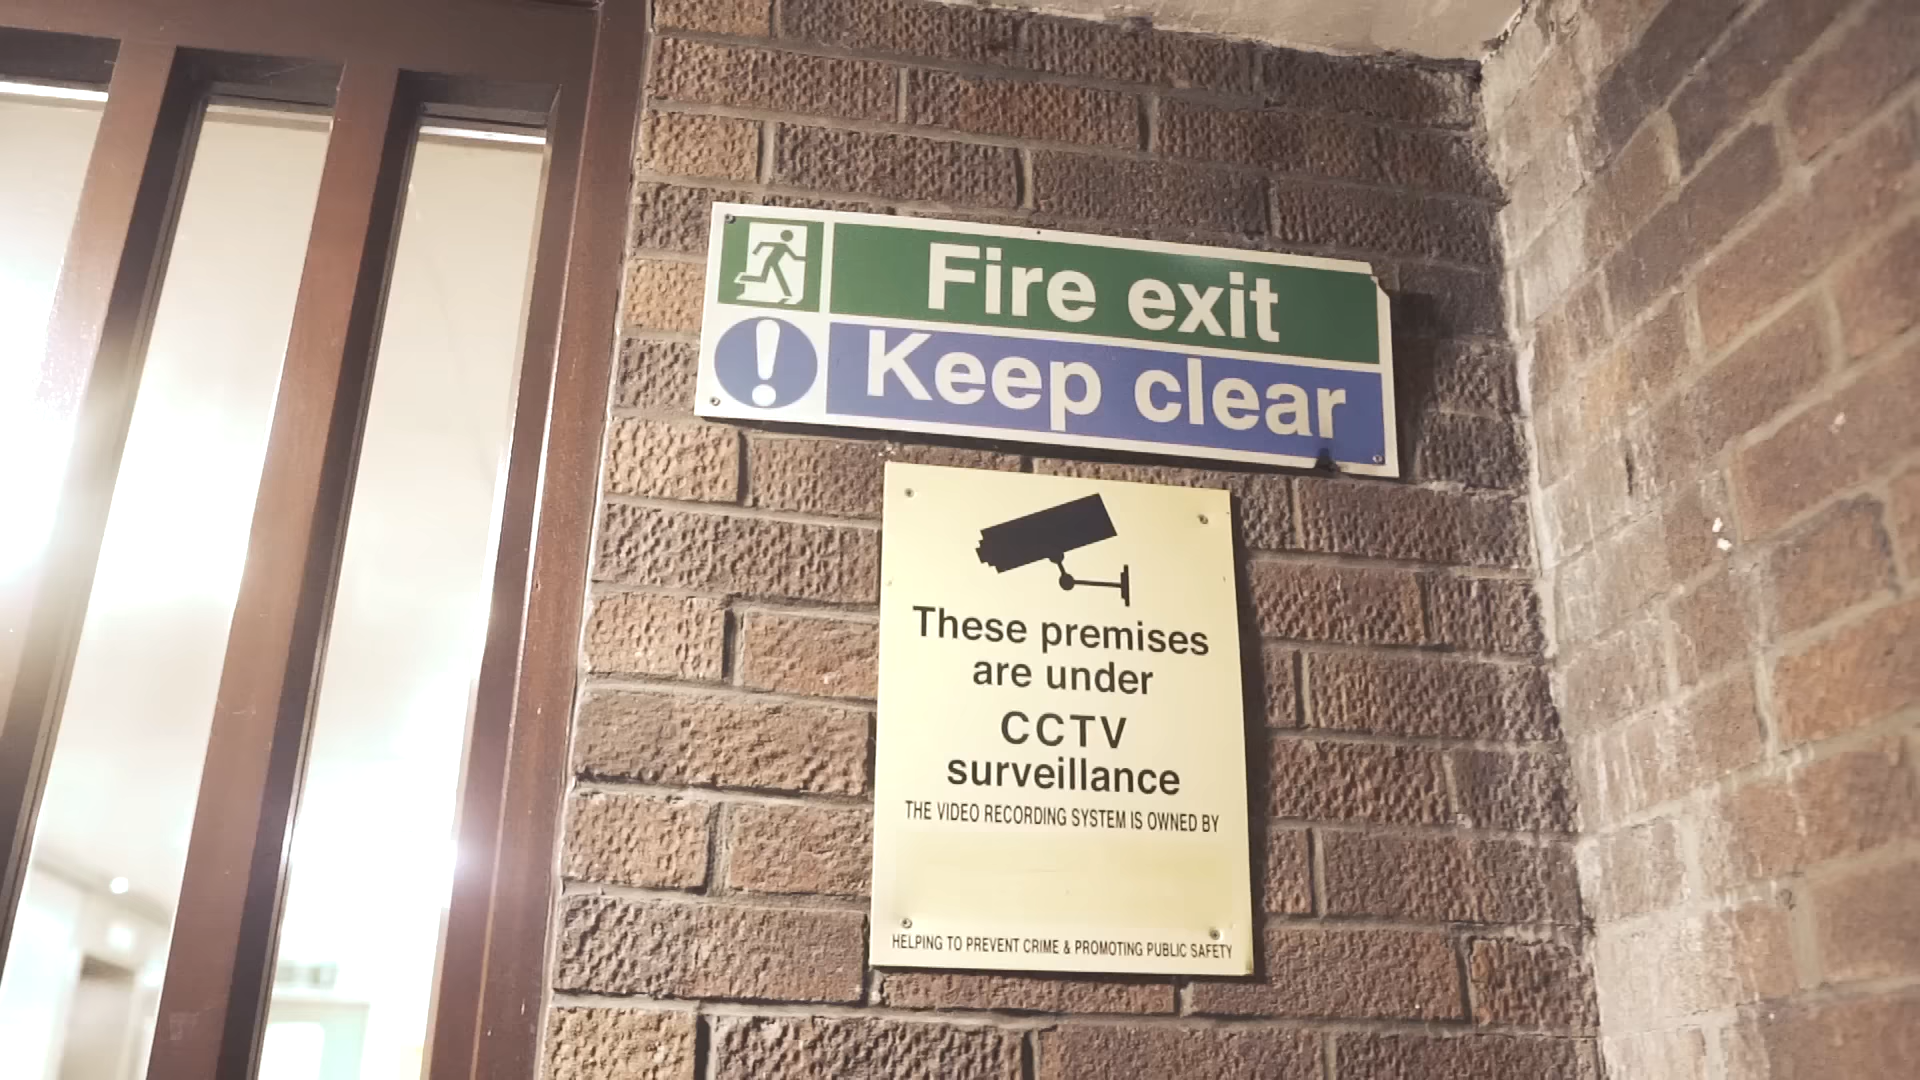 Fire exit
Keep clear
These premises
are under
CCTV
surveillance
THE VIDEO RECORDING SYSTEM IS OWNED BY
HELPING TO PREVENT CRIME & PROMOTING PUBLIC SAFETY